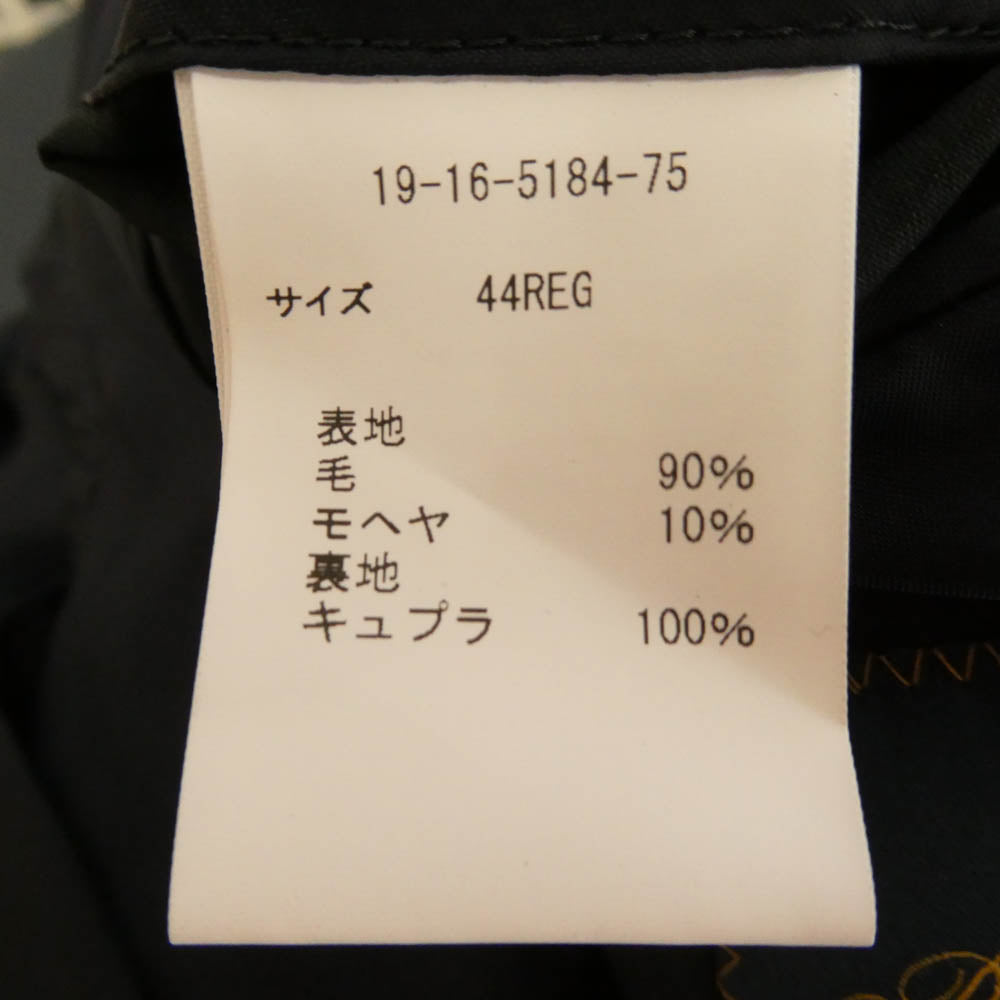 19-16-5184-75
サイズ 44REG
表地
毛 90%
モヘヤ 10%
裏地
キュプラ 100%